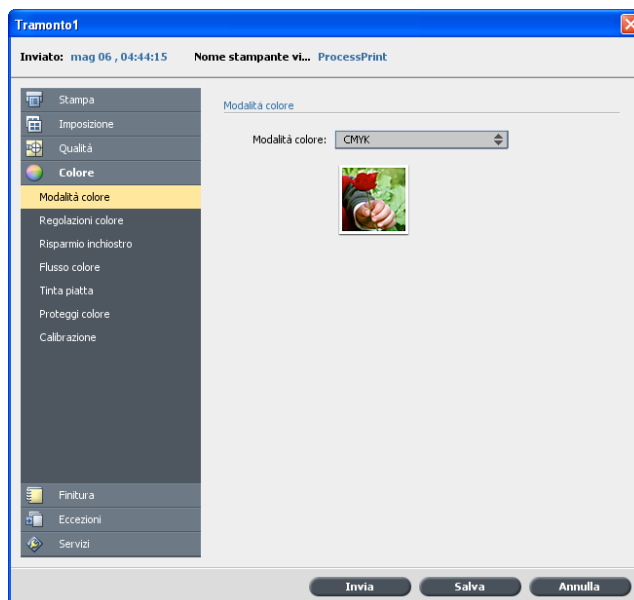 Tramonto1
Inviato: mag 06 , 04:44:15 Nome stampante vi... ProcessPrint
Stampa
Imposizione
Qualità
Colore
Modalità colore
Regolazioni colore
Risparmio inchiostro
Flusso colore
Tinta piatta
Proteggi colore
Calibrazione
Finitura
Eccezioni
Servizi
Modalità colore
Modalità colore: CMYK
Invia Salva Annulla